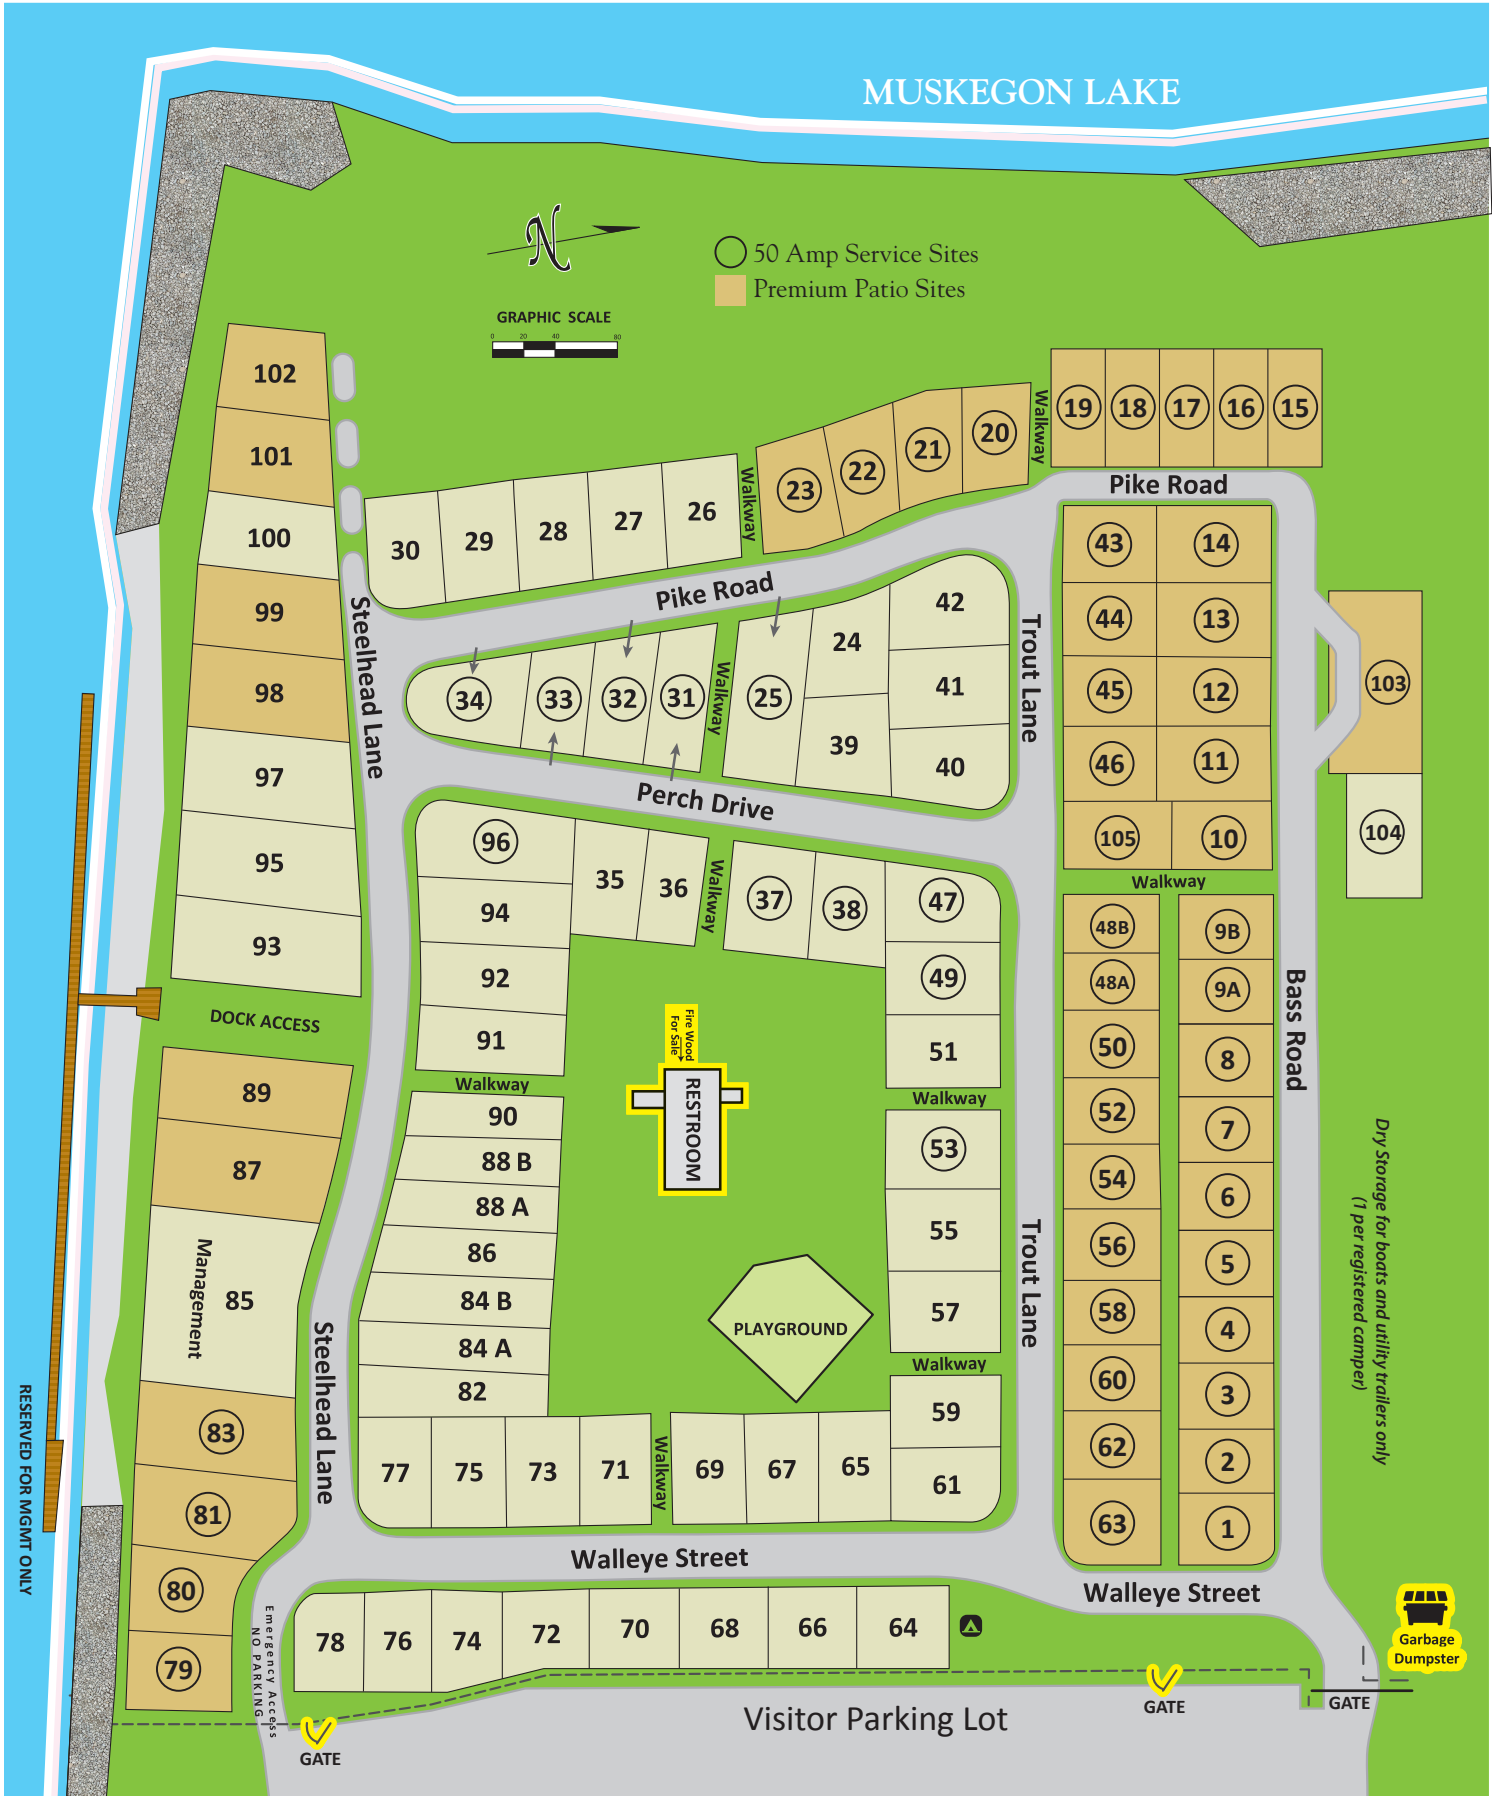 MUSKEGON LAKE
N
50 Amp Service Sites
Premium Patio Sites
GRAPHIC SCALE
0 20 40 80
102
101
100
99
98
97
95
93
DOCK ACCESS
89
87
85
Management
83
81
80
79
RESERVED FOR MGMT ONLY
Steelhead Lane
Steelhead Lane
30
29
28
27
26
Walkway
23
22
21
20
Walkway
19
18
17
16
15
Pike Road
Pike Road
34
33
32
31
Walkway
25
24
39
42
41
40
Trout Lane
43
14
44
13
45
12
46
11
105
10
Walkway
103
104
Perch Drive
96
94
92
91
Walkway
35
36
Walkway
37
38
47
49
51
Walkway
53
55
57
Walkway
59
61
Fire Wood
For Sale
RESTROOM
PLAYGROUND
90
88 B
88 A
86
84 B
84 A
82
77
75
73
71
Walkway
69
67
65
Trout Lane
48B
48A
50
52
54
56
58
60
62
63
9B
9A
8
7
6
5
4
3
2
1
Bass Road
Dry Storage for boats and utility trailers only
(1 per registered camper)
Walleye Street
Walleye Street
78
76
74
72
70
68
66
64
Emergency Access
NO PARKING
Visitor Parking Lot
GATE
GATE
GATE
Garbage
Dumpster